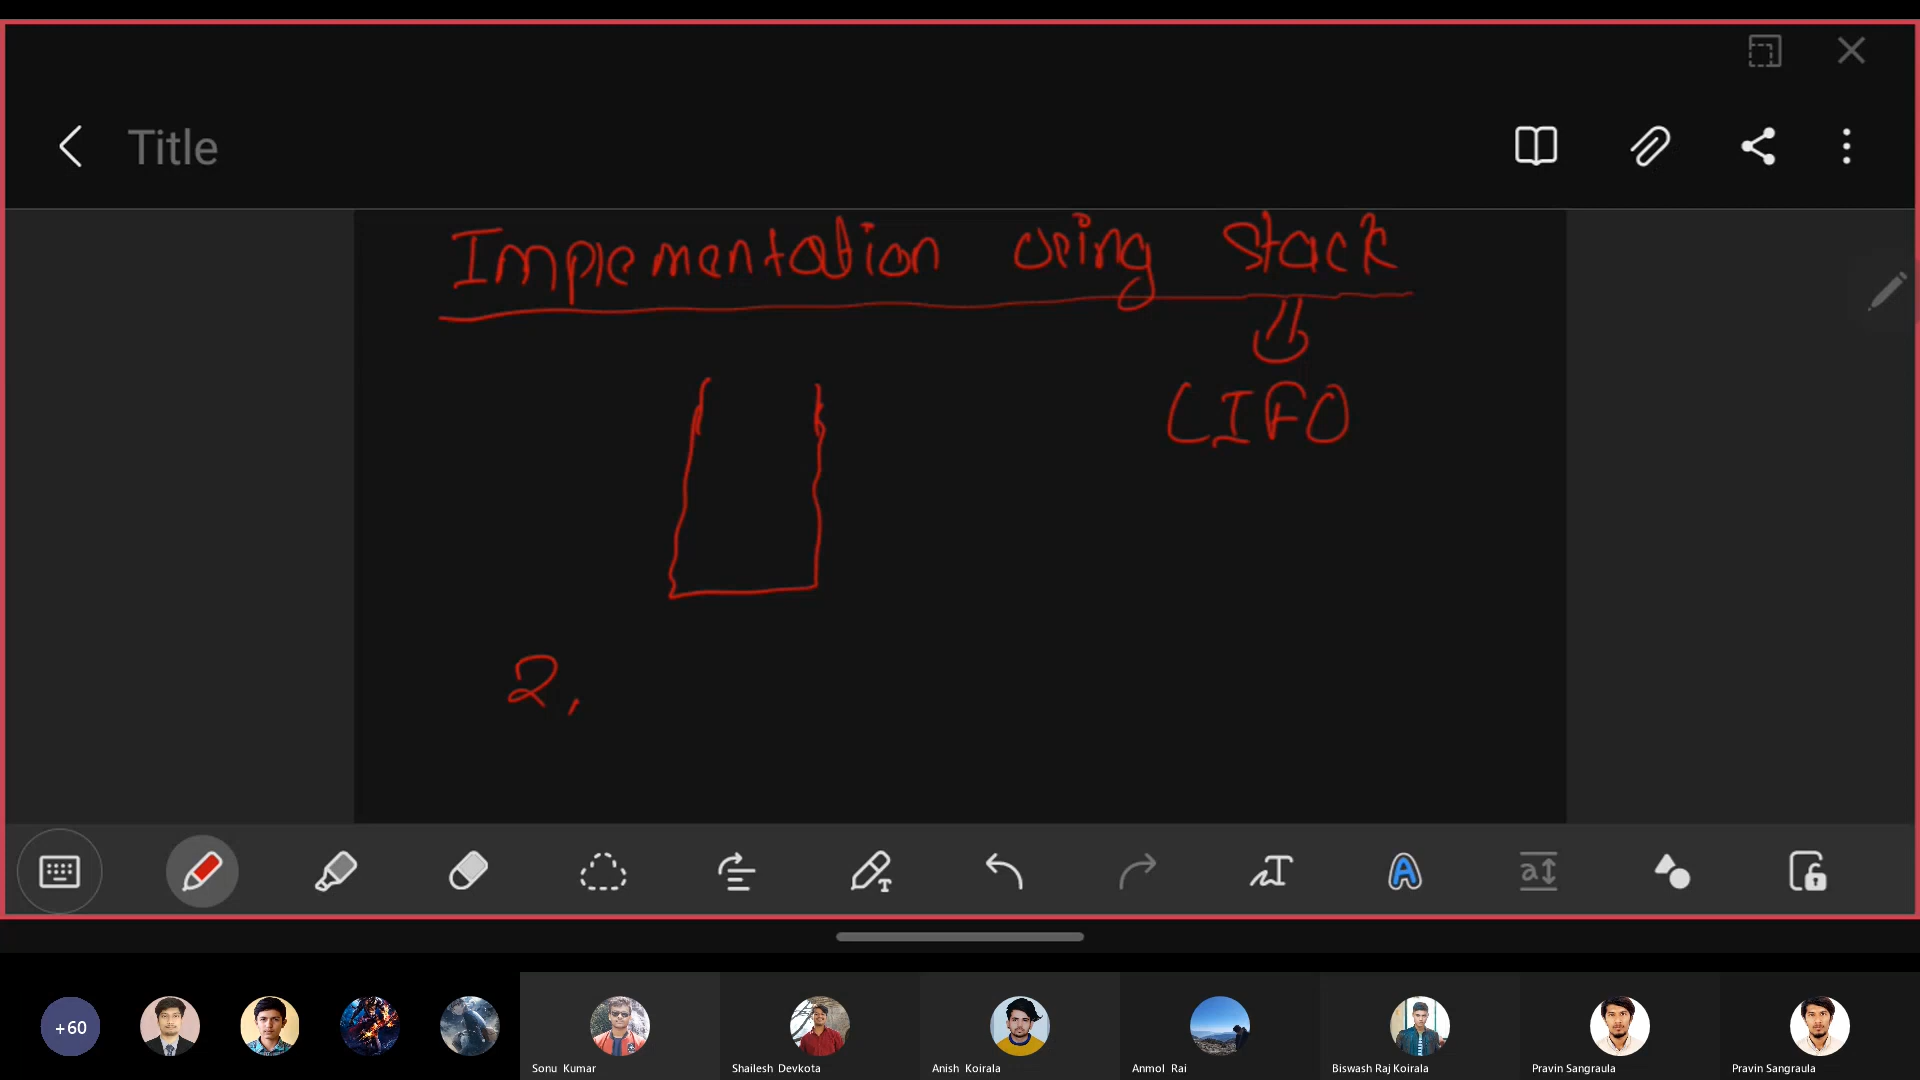 Title
Implementation using Stack
LIFO
2,
+60
Sonu Kumar
Shailesh Devkota
Anish Koirala
Anmol Rai
Biswash Raj Koirala
Pravin Sangraula
Pravin Sangraula